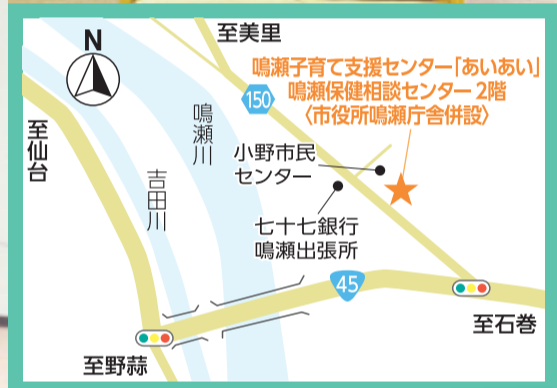 N
至美里
鳴瀬子育て支援センター「あいあい」
鳴瀬保健相談センター 2階
〈市役所鳴瀬庁舎併設〉
150
鳴瀬川
至仙台
小野市民
センター
吉田川
七十七銀行
鳴瀬出張所
45
至石巻
至野蒜